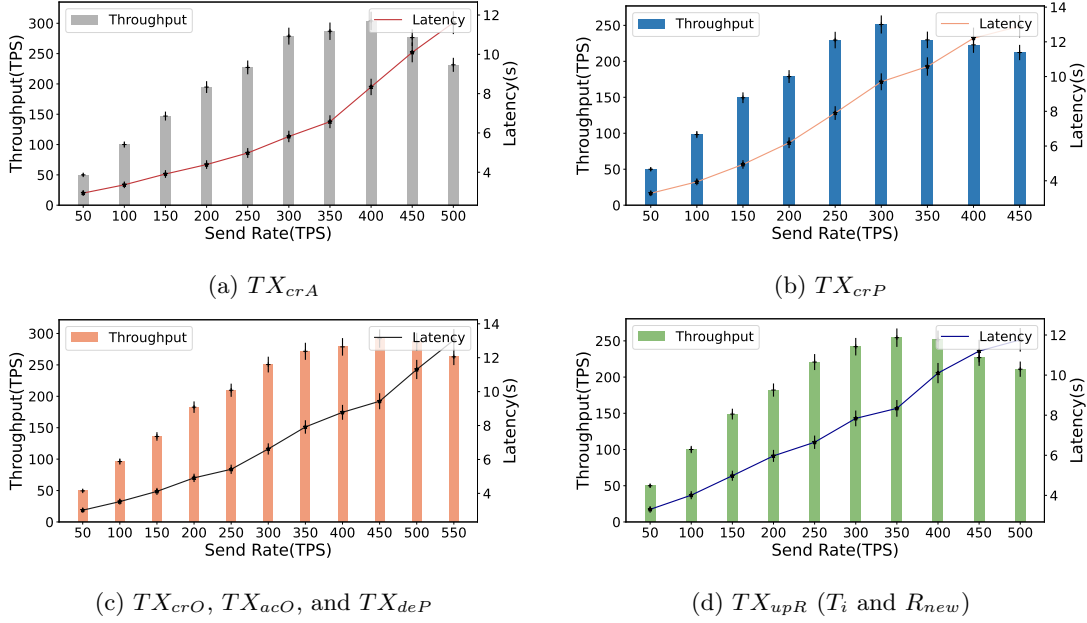 Throughput
Latency
Throughput(TPS)
300
250
200
150
100
50
0
12
10
8
6
4
Latency(s)
50 100 150 200 250 300 350 400 450 500
Send Rate(TPS)
(a) TX_crA
Throughput
Latency
Throughput(TPS)
250
200
150
100
50
0
14
12
10
8
6
4
Latency(s)
50 100 150 200 250 300 350 400 450
Send Rate(TPS)
(b) TX_crP
Throughput
Latency
Throughput(TPS)
300
250
200
150
100
50
0
14
12
10
8
6
4
Latency(s)
50 100 150 200 250 300 350 400 450 500 550
Send Rate(TPS)
(c) TX_crO, TX_acO, and TX_deP
Throughput
Latency
Throughput(TPS)
250
200
150
100
50
0
12
10
8
6
4
Latency(s)
50 100 150 200 250 300 350 400 450 500
Send Rate(TPS)
(d) TX_upR (T_i and R_new)